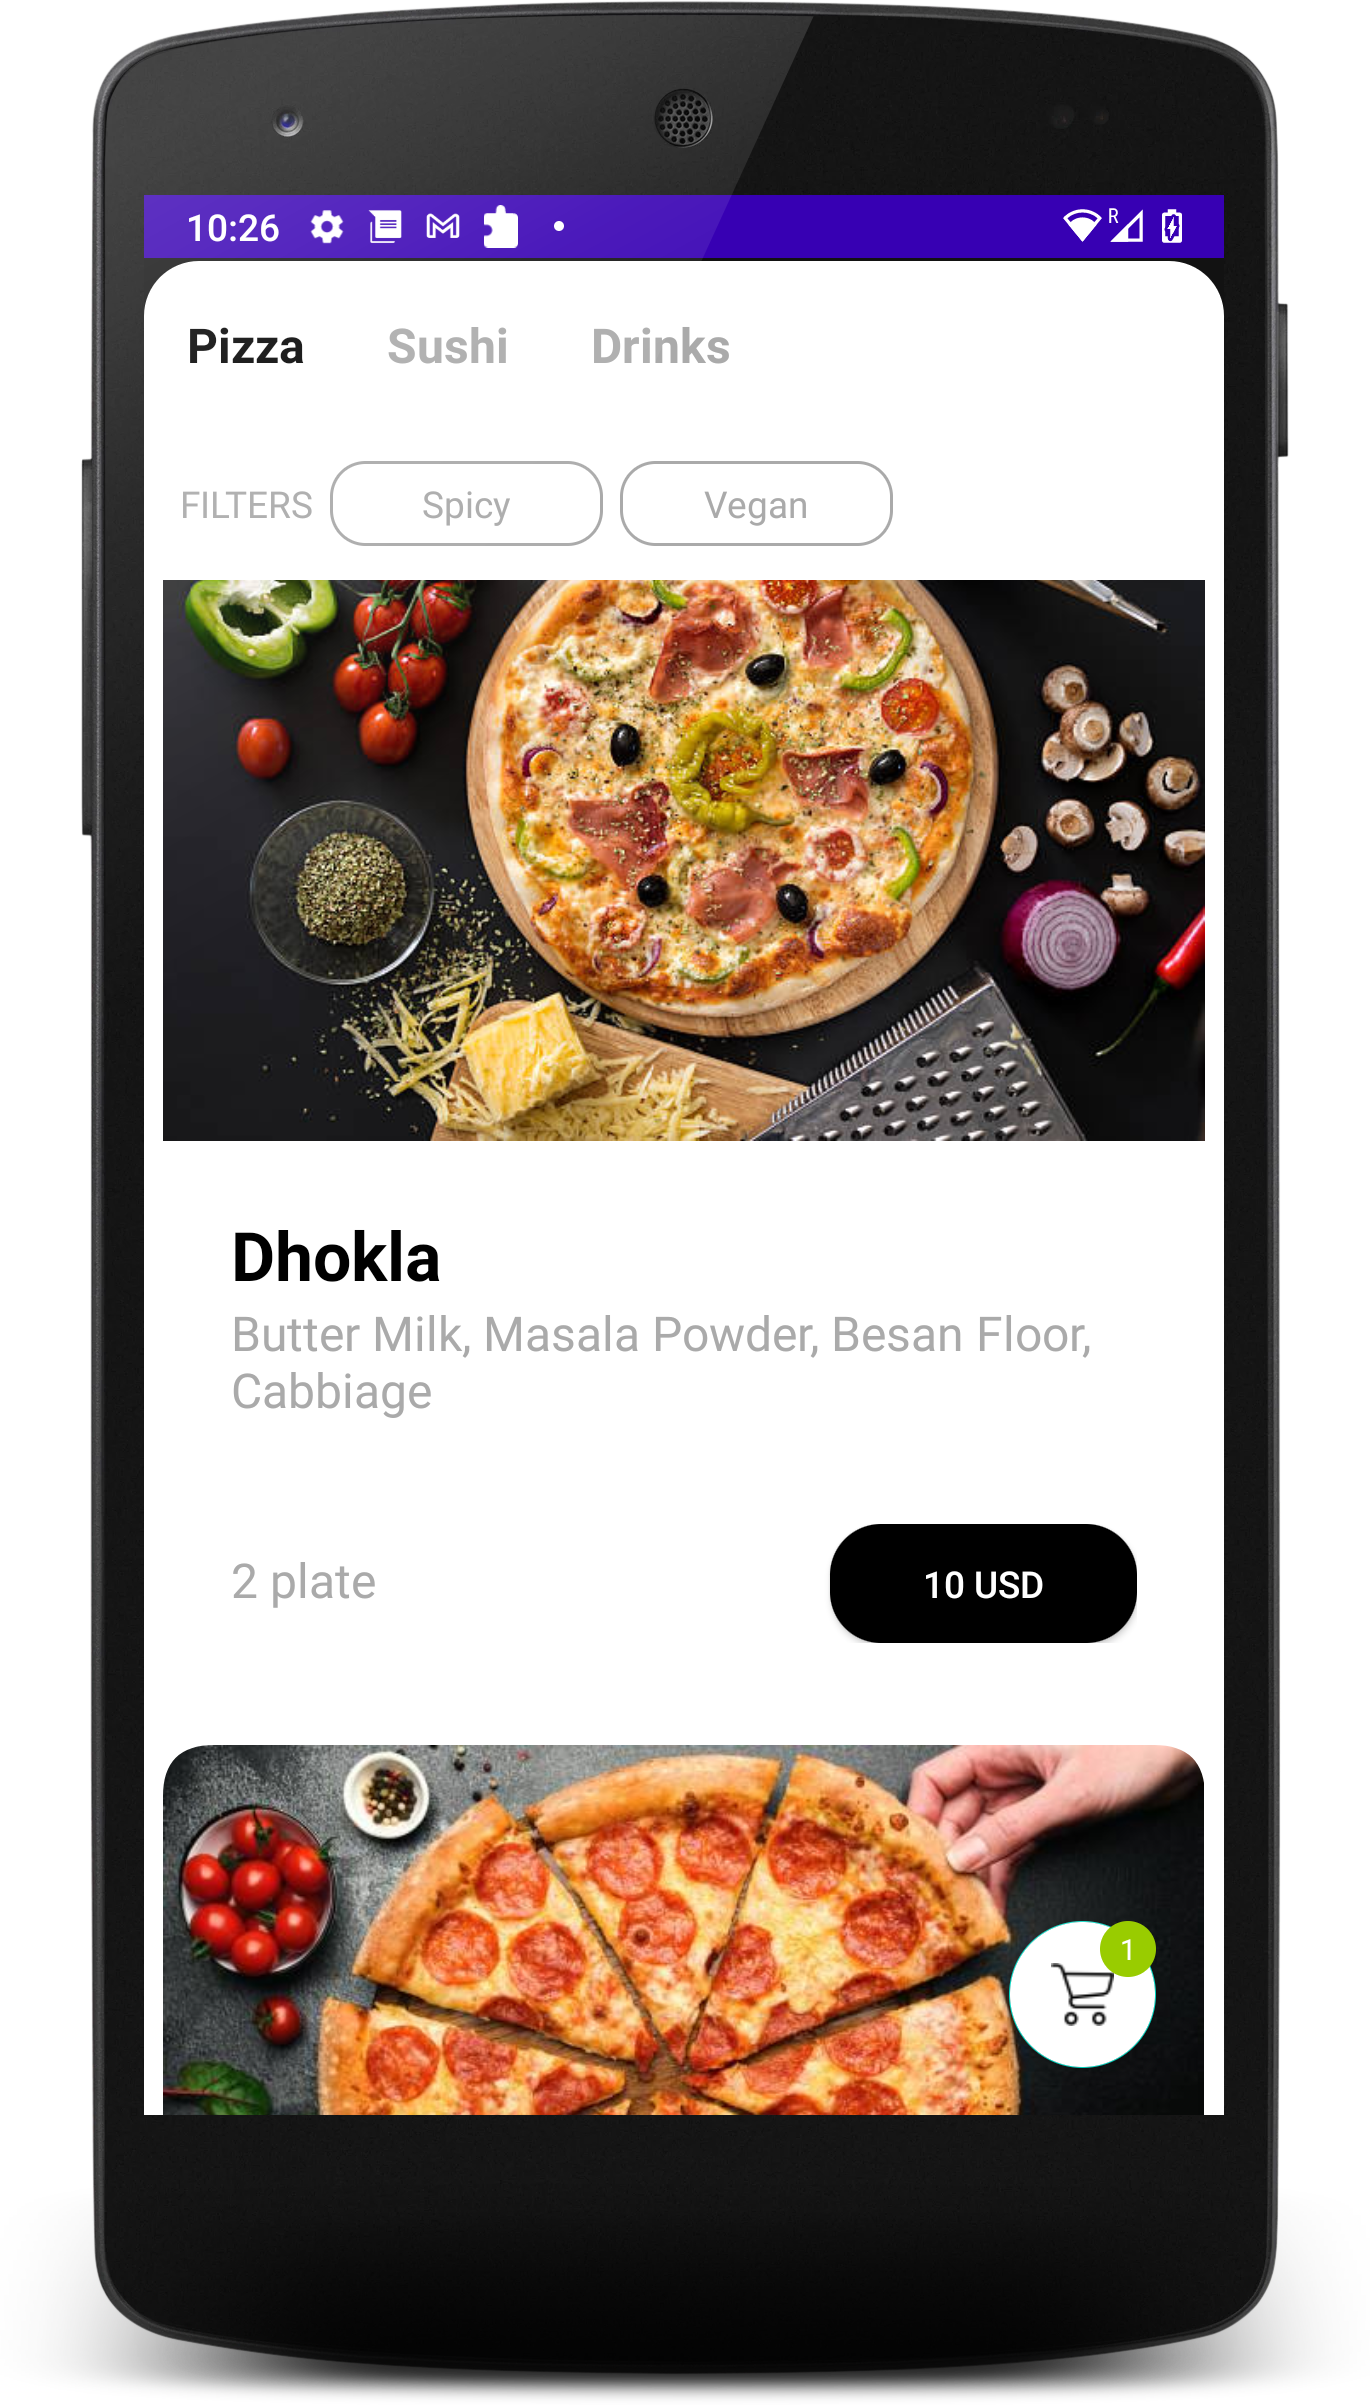 10:26
R
Pizza Sushi Drinks
FILTERS Spicy Vegan
Dhokla
Butter Milk, Masala Powder, Besan Floor,
Cabbiage
2 plate 10 USD
1